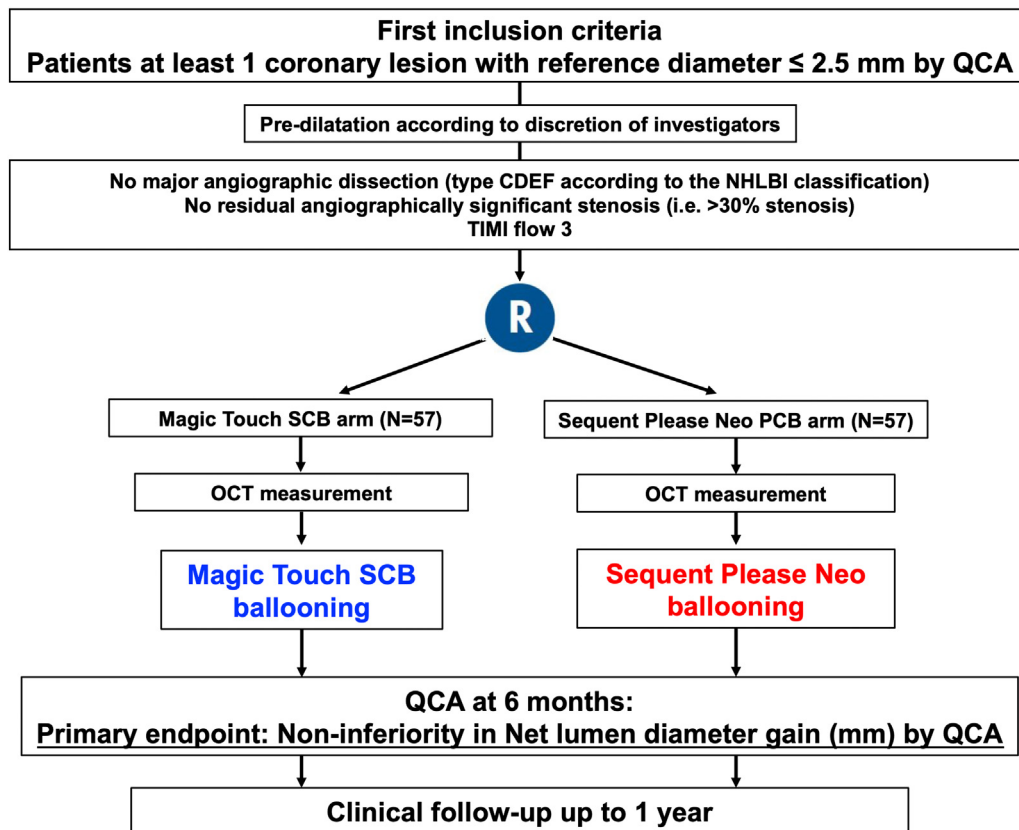 First inclusion criteria
Patients at least 1 coronary lesion with reference diameter ≤ 2.5 mm by QCA
Pre-dilatation according to discretion of investigators
No major angiographic dissection (type CDEF according to the NHLBI classification)
No residual angiographically significant stenosis (i.e. >30% stenosis)
TIMI flow 3
R
Magic Touch SCB arm (N=57)
Sequent Please Neo PCB arm (N=57)
OCT measurement
OCT measurement
Magic Touch SCB
ballooning
Sequent Please Neo
ballooning
QCA at 6 months:
Primary endpoint: Non-inferiority in Net lumen diameter gain (mm) by QCA
Clinical follow-up up to 1 year